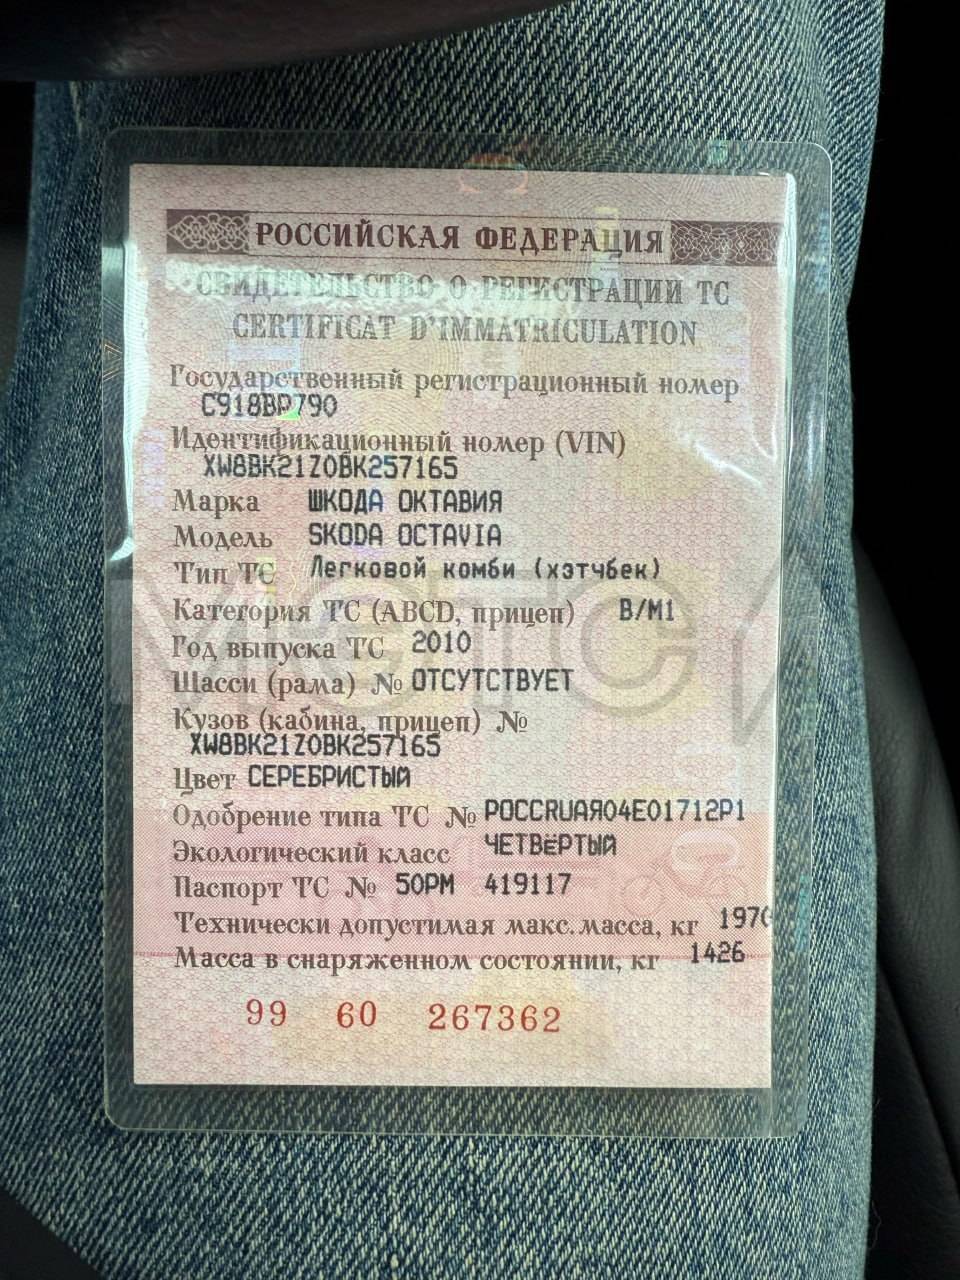 РОССИЙСКАЯ ФЕДЕРАЦИЯ
СВИДЕТЕЛЬСТВО О РЕГИСТРАЦИИ ТС
CERTIFICAT D'IMMATRICULATION
Государственный регистрационный номер
С918ВР790
Идентификационный номер (VIN)
XW8BK21Z0BK257165
Марка ШКОДА ОКТАВИЯ
Модель SKODA OCTAVIA
Тип ТС Легковой комби (хэтчбек)
Категория ТС (ABCD, прицеп) B/M1
Год выпуска ТС 2010
Шасси (рама) № ОТСУТСТВУЕТ
Кузов (кабина, прицеп) №
XW8BK21Z0BK257165
Цвет СЕРЕБРИСТЫЙ
Одобрение типа ТС № РОССRUАЯ04Е01712Р1
Экологический класс ЧЕТВЁРТЫЙ
Паспорт ТС № 50РМ 419117
Технически допустимая макс. масса, кг 1970
Масса в снаряженном состоянии, кг 1426
99 60 267362